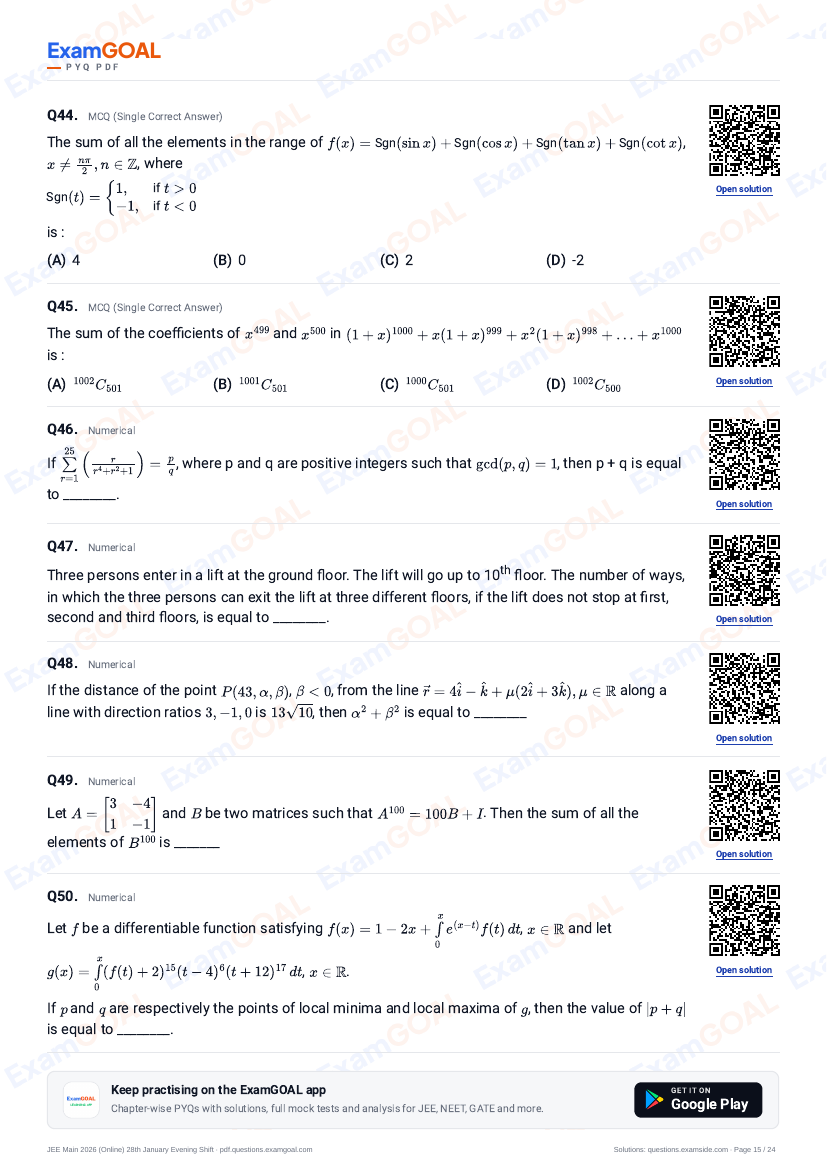 ExamGOAL
PYQ PDF
Q44. MCQ (Single Correct Answer)
The sum of all the elements in the range of f(x) = Sgn(sin x) + Sgn(cos x) + Sgn(tan x) + Sgn(cot x),
x ≠ nπ/2, n ∈ ℤ, where
Sgn(t) = { 1, if t > 0
−1, if t < 0
is :
(A) 4 (B) 0 (C) 2 (D) -2
Open solution
Q45. MCQ (Single Correct Answer)
The sum of the coefficients of x^499 and x^500 in (1 + x)^1000 + x(1 + x)^999 + x^2(1 + x)^998 + … + x^1000
is :
(A) ^1002C_501 (B) ^1001C_501 (C) ^1000C_501 (D) ^1002C_500
Open solution
Q46. Numerical
If ∑_{r=1}^{25} ( r / (r^4+r^2+1) ) = p/q, where p and q are positive integers such that gcd(p, q) = 1, then p + q is equal
to ________.
Open solution
Q47. Numerical
Three persons enter in a lift at the ground floor. The lift will go up to 10^th floor. The number of ways,
in which the three persons can exit the lift at three different floors, if the lift does not stop at first,
second and third floors, is equal to ________.
Open solution
Q48. Numerical
If the distance of the point P(43, α, β), β < 0, from the line r⃗ = 4î − k̂ + μ(2î + 3k̂), μ ∈ ℝ along a
line with direction ratios 3, −1, 0 is 13√10, then α^2 + β^2 is equal to ________
Open solution
Q49. Numerical
Let A = [3 −4; 1 −1] and B be two matrices such that A^100 = 100B + I. Then the sum of all the
elements of B^100 is _______
Open solution
Q50. Numerical
Let f be a differentiable function satisfying f(x) = 1 − 2x + ∫_0^x e^(x−t) f(t) dt, x ∈ ℝ and let
g(x) = ∫_0^x (f(t) + 2)^15 (t − 4)^6 (t + 12)^17 dt, x ∈ ℝ.
If p and q are respectively the points of local minima and local maxima of g, then the value of |p + q|
is equal to ________.
Open solution
ExamGOAL
Keep practising on the ExamGOAL app
Chapter-wise PYQs with solutions, full mock tests and analysis for JEE, NEET, GATE and more.
GET IT ON
Google Play
JEE Main 2026 (Online) 28th January Evening Shift · pdf.questions.examgoal.com
Solutions: questions.examside.com · Page 15 / 24